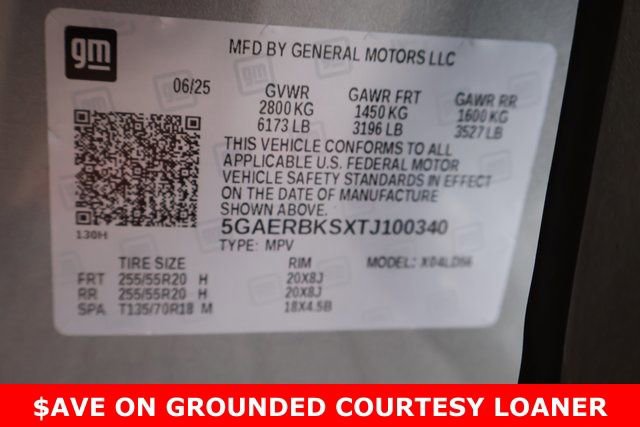 gm
MFD BY GENERAL MOTORS LLC
06/25
GVWR GAWR FRT GAWR RR
2800 KG 1450 KG 1600 KG
6173 LB 3196 LB 3527 LB
THIS VEHICLE CONFORMS TO ALL
APPLICABLE U.S. FEDERAL MOTOR
VEHICLE SAFETY STANDARDS IN EFFECT
ON THE DATE OF MANUFACTURE
SHOWN ABOVE.
130H
5GAERBKSXTJ100340
TYPE: MPV
TIRE SIZE RIM MODEL:
FRT 255/55R20 H 20X8J
RR 255/55R20 H 20X8J
SPA T135/70R18 M 18X4.5B
$AVE ON GROUNDED COURTESY LOANER